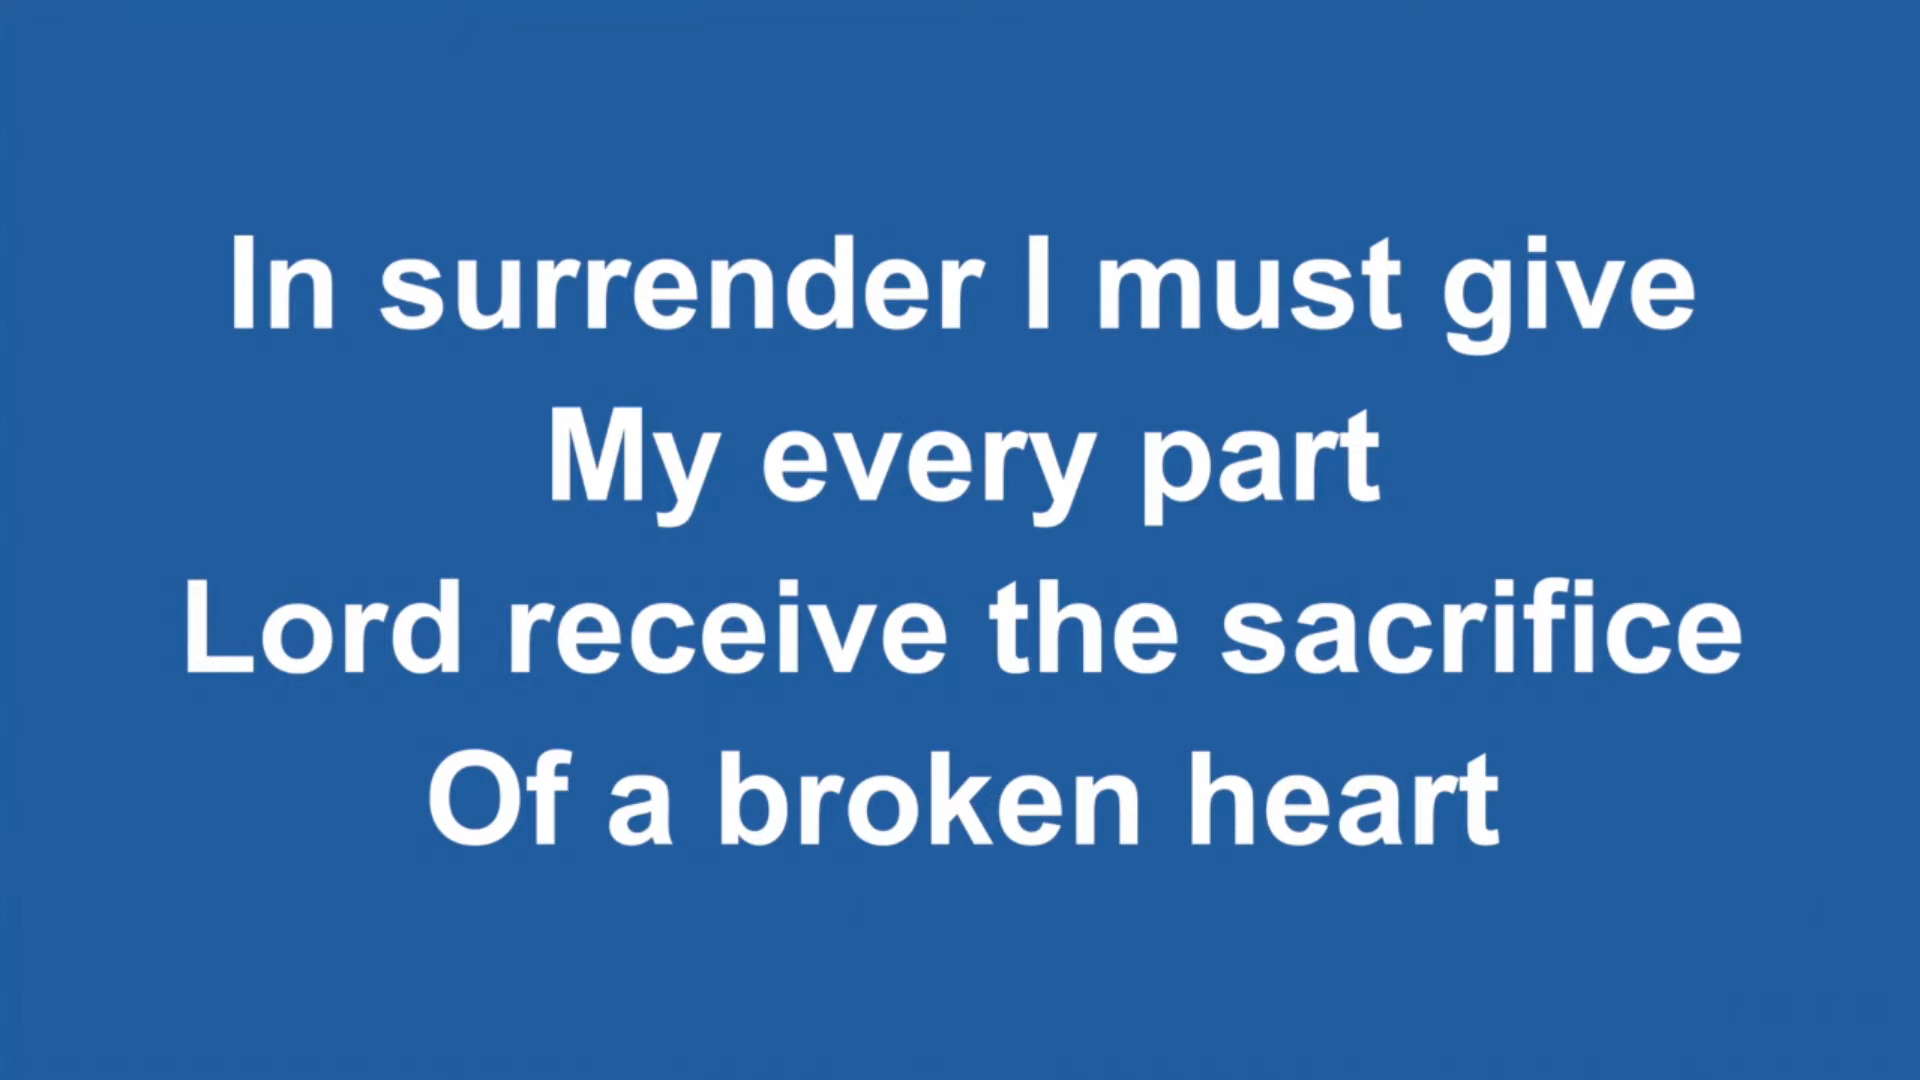 In surrender I must give
My every part
Lord receive the sacrifice
Of a broken heart